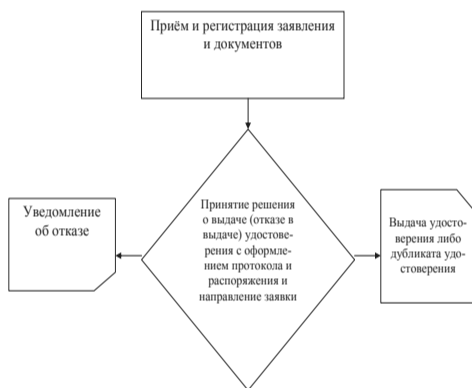 Приём и регистрация заявления
и документов
Принятие решения
о выдаче (отказе в
выдаче) удостове-
рения с оформле-
нием протокола и
распоряжения и
направление заявки
Уведомление
об отказе
Выдача удосто-
верения либо
дубликата удо-
стоверения